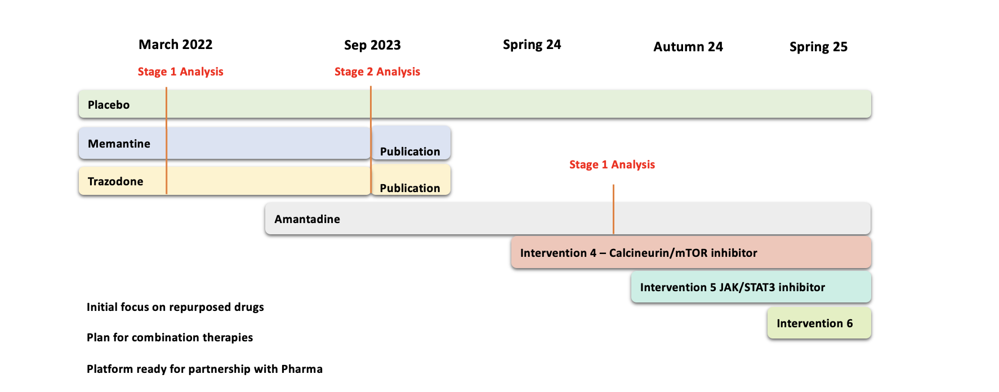 March 2022
Sep 2023
Spring 24
Autumn 24
Spring 25
Stage 1 Analysis
Stage 2 Analysis
Placebo
Memantine
Publication
Trazodone
Publication
Stage 1 Analysis
Amantadine
Intervention 4 – Calcineurin/mTOR inhibitor
Intervention 5 JAK/STAT3 inhibitor
Intervention 6
Initial focus on repurposed drugs
Plan for combination therapies
Platform ready for partnership with Pharma